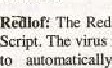 Redlof: The Red
Script. The virus
to automatically